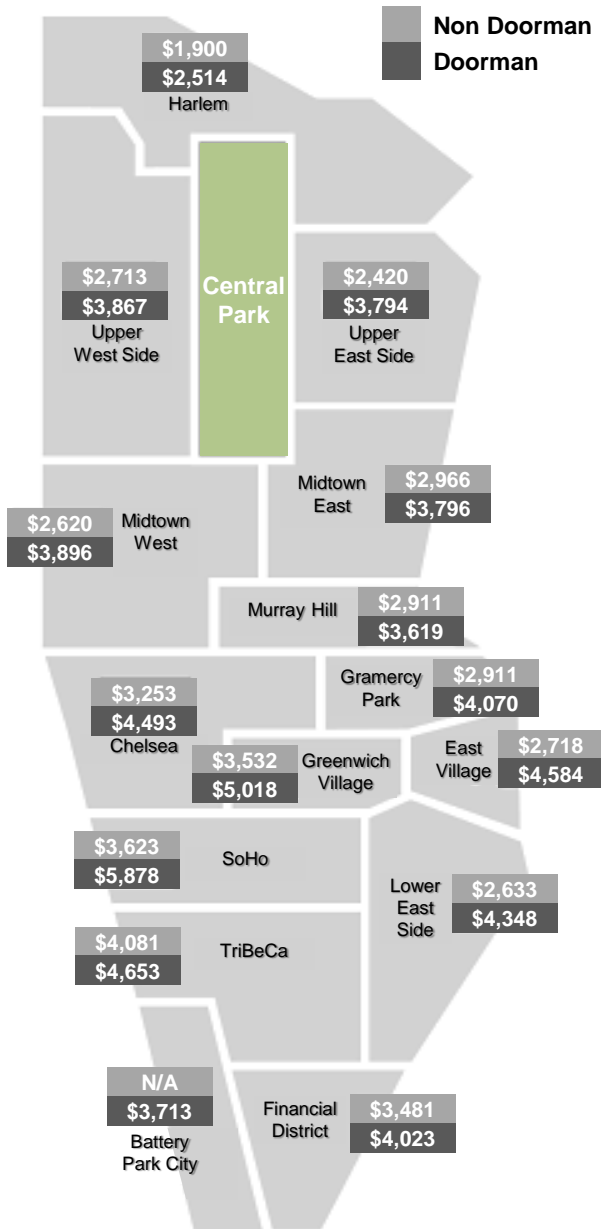 Non Doorman
Doorman
$1,900
$2,514
Harlem
$2,713
$3,867
Upper
West Side
Central
Park
$2,420
$3,794
Upper
East Side
Midtown
East
$2,966
$3,796
$2,620
$3,896
Midtown
West
Murray Hill
$2,911
$3,619
Gramercy
Park
$2,911
$4,070
$3,253
$4,493
Chelsea
$3,532
$5,018
Greenwich
Village
East
Village
$2,718
$4,584
$3,623
$5,878
SoHo
Lower
East
Side
$2,633
$4,348
$4,081
$4,653
TriBeCa
N/A
$3,713
Battery
Park City
Financial
District
$3,481
$4,023